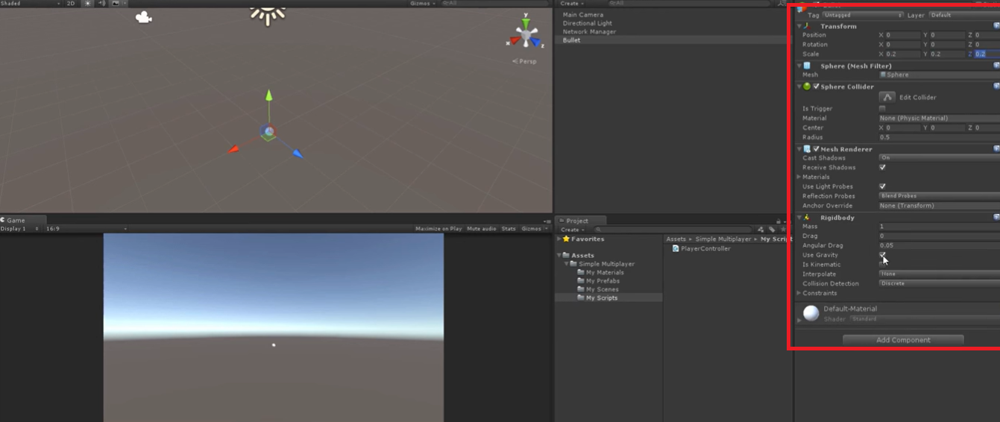 Shaded 2D Gizmos All
y
x z
Persp
Game
Display 1 16:9 Maximize on Play Mute audio Stats Gizmos
Create All
Main Camera
Directional Light
Network Manager
Bullet
Project
Create
Favorites
Assets
Simple Multiplayer
My Materials
My Prefabs
My Scenes
My Scripts
Assets Simple Multiplayer My Script
PlayerController
Tag Untagged Layer Default
Transform
Position X 0 Y 0 Z 0
Rotation X 0 Y 0 Z 0
Scale X 0.2 Y 0.2 Z 0.2
Sphere (Mesh Filter)
Mesh Sphere
Sphere Collider
Edit Collider
Is Trigger
Material None (Physic Material)
Center X 0 Y 0 Z 0
Radius 0.5
Mesh Renderer
Cast Shadows On
Receive Shadows
Materials
Use Light Probes
Reflection Probes Blend Probes
Anchor Override None (Transform)
Rigidbody
Mass 1
Drag 0
Angular Drag 0.05
Use Gravity
Is Kinematic
Interpolate None
Collision Detection Discrete
Constraints
Default-Material
Shader Standard
Add Component